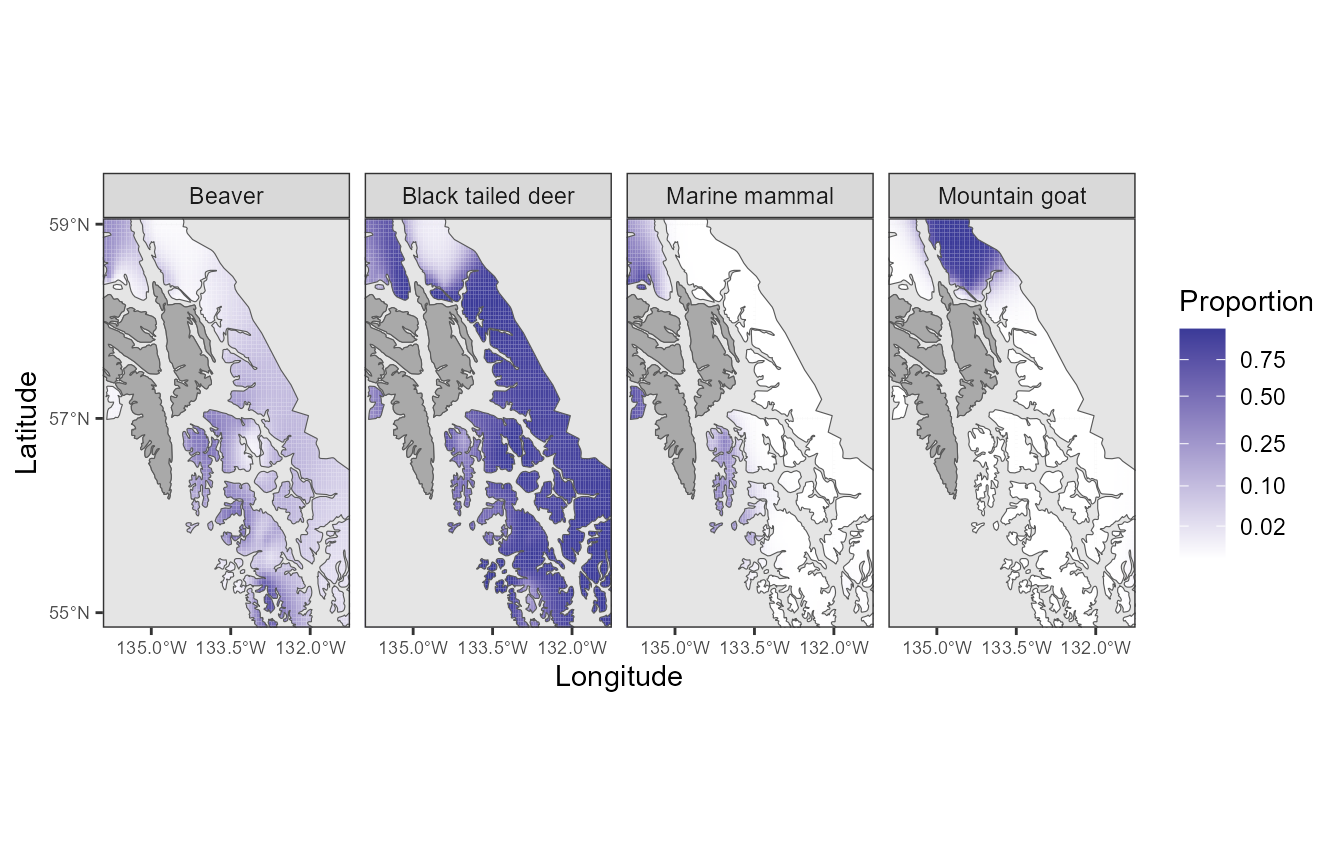 Beaver
Black tailed deer
Marine mammal
Mountain goat
59°N
57°N
55°N
Latitude
135.0°W 133.5°W 132.0°W
135.0°W 133.5°W 132.0°W
135.0°W 133.5°W 132.0°W
135.0°W 133.5°W 132.0°W
Longitude
Proportion
0.75
0.50
0.25
0.10
0.02